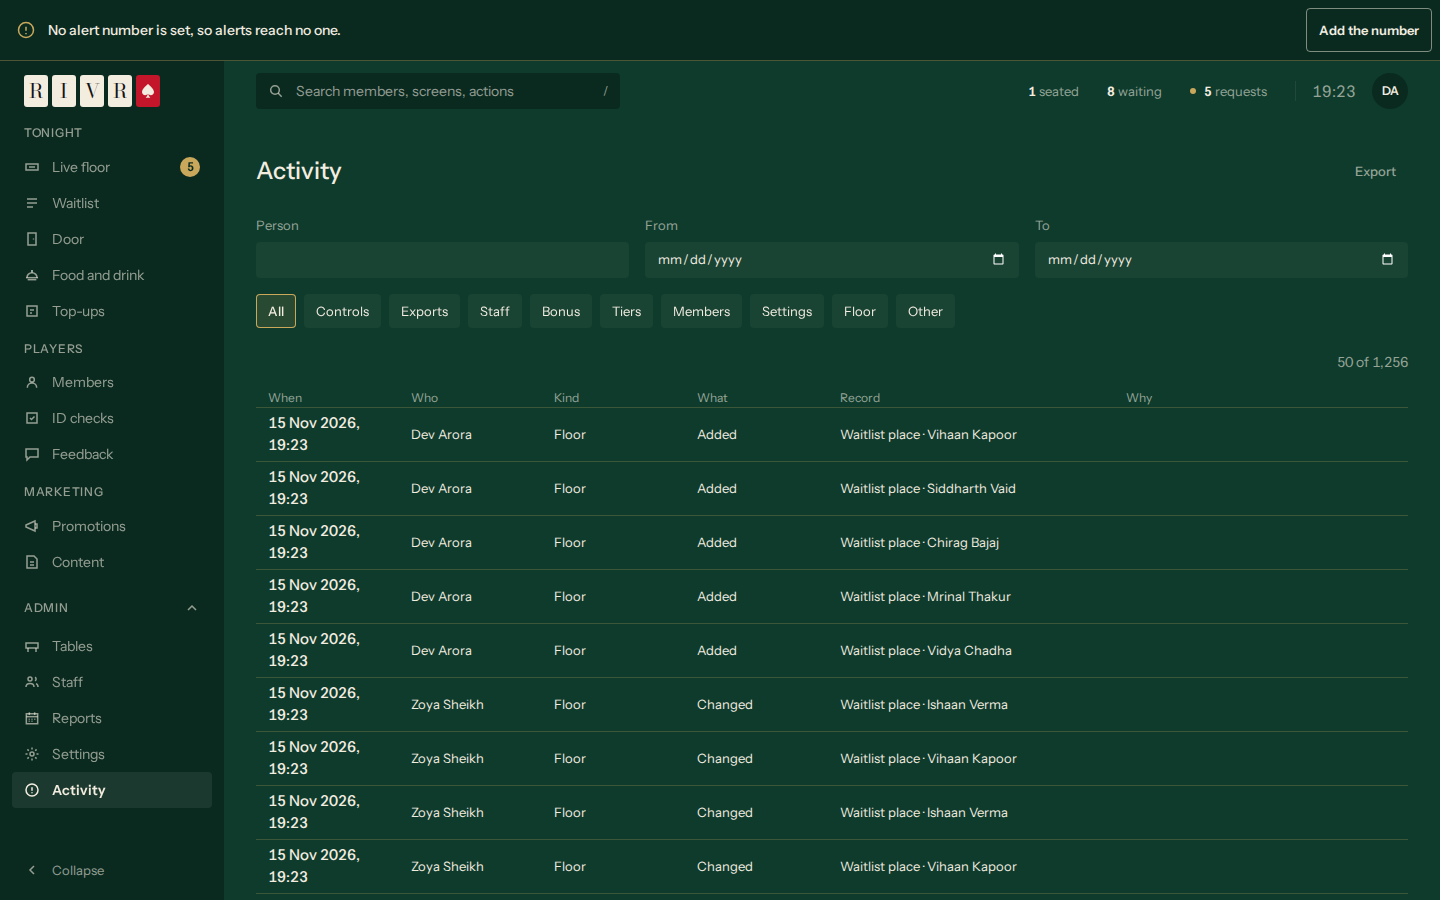 No alert number is set, so alerts reach no one.
Add the number
R I V R
Search members, screens, actions /
1 seated 8 waiting 5 requests 19:23 DA
TONIGHT
Live floor 5
Waitlist
Door
Food and drink
Top-ups
PLAYERS
Members
ID checks
Feedback
MARKETING
Promotions
Content
ADMIN
Tables
Staff
Reports
Settings
Activity
Collapse
Activity
Export
Person From To
mm/dd/yyyy mm/dd/yyyy
All Controls Exports Staff Bonus Tiers Members Settings Floor Other
50 of 1,256
When Who Kind What Record Why
15 Nov 2026,
19:23 Dev Arora Floor Added Waitlist place · Vihaan Kapoor
15 Nov 2026,
19:23 Dev Arora Floor Added Waitlist place · Siddharth Vaid
15 Nov 2026,
19:23 Dev Arora Floor Added Waitlist place · Chirag Bajaj
15 Nov 2026,
19:23 Dev Arora Floor Added Waitlist place · Mrinal Thakur
15 Nov 2026,
19:23 Dev Arora Floor Added Waitlist place · Vidya Chadha
15 Nov 2026,
19:23 Zoya Sheikh Floor Changed Waitlist place · Ishaan Verma
15 Nov 2026,
19:23 Zoya Sheikh Floor Changed Waitlist place · Vihaan Kapoor
15 Nov 2026,
19:23 Zoya Sheikh Floor Changed Waitlist place · Ishaan Verma
15 Nov 2026,
19:23 Zoya Sheikh Floor Changed Waitlist place · Vihaan Kapoor